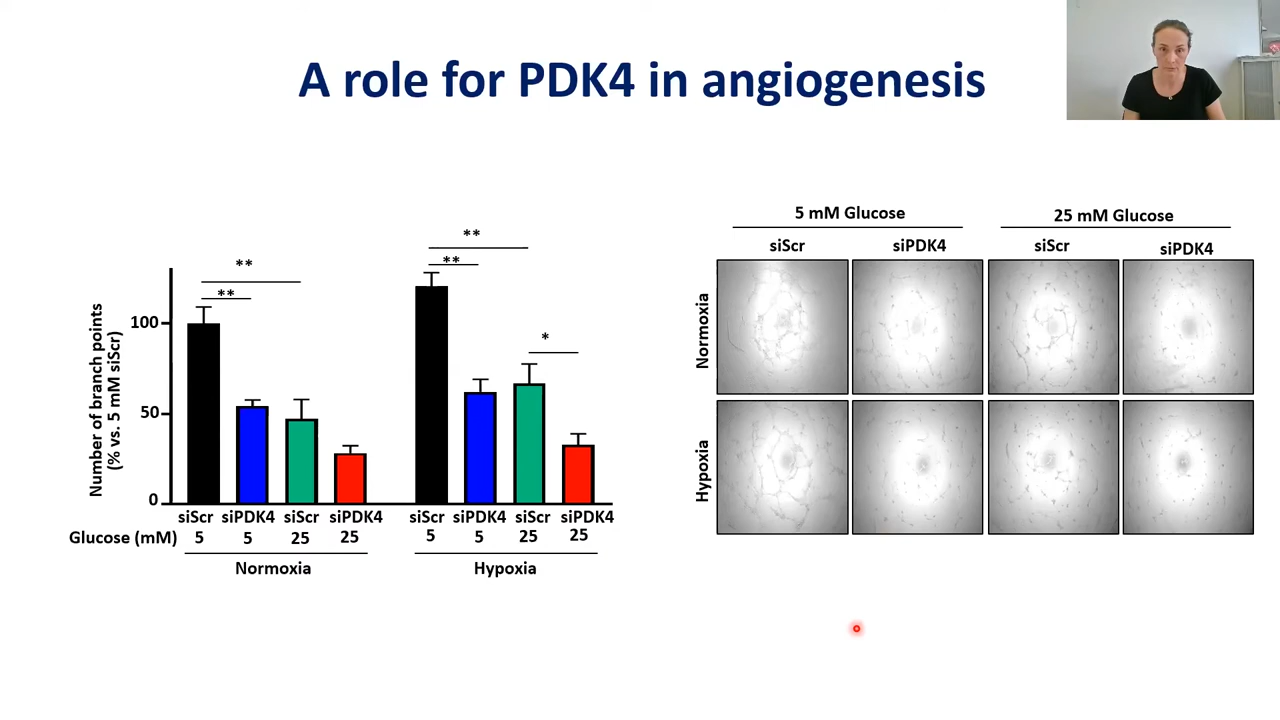 A role for PDK4 in angiogenesis
Number of branch points
(% vs. 5 mM siScr)
100
50
0
**
**
**
**
*
siScr siPDK4 siScr siPDK4 siScr siPDK4 siScr siPDK4
Glucose (mM) 5 5 25 25 5 5 25 25
Normoxia Hypoxia
5 mM Glucose 25 mM Glucose
siScr siPDK4 siScr siPDK4
Normoxia
Hypoxia